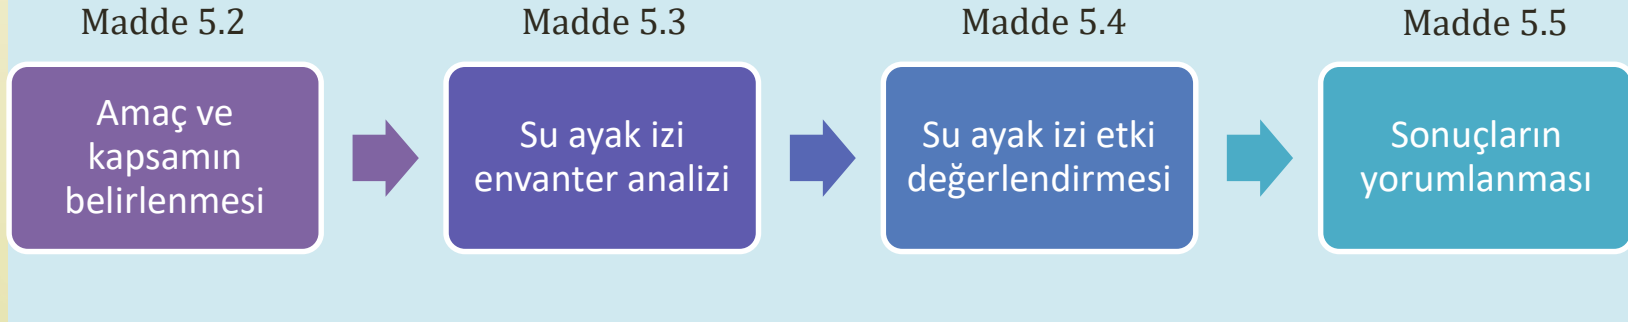 Madde 5.2
Madde 5.3
Madde 5.4
Madde 5.5
Amaç ve
kapsamın
belirlenmesi
Su ayak izi
envanter analizi
Su ayak izi etki
değerlendirmesi
Sonuçların
yorumlanması